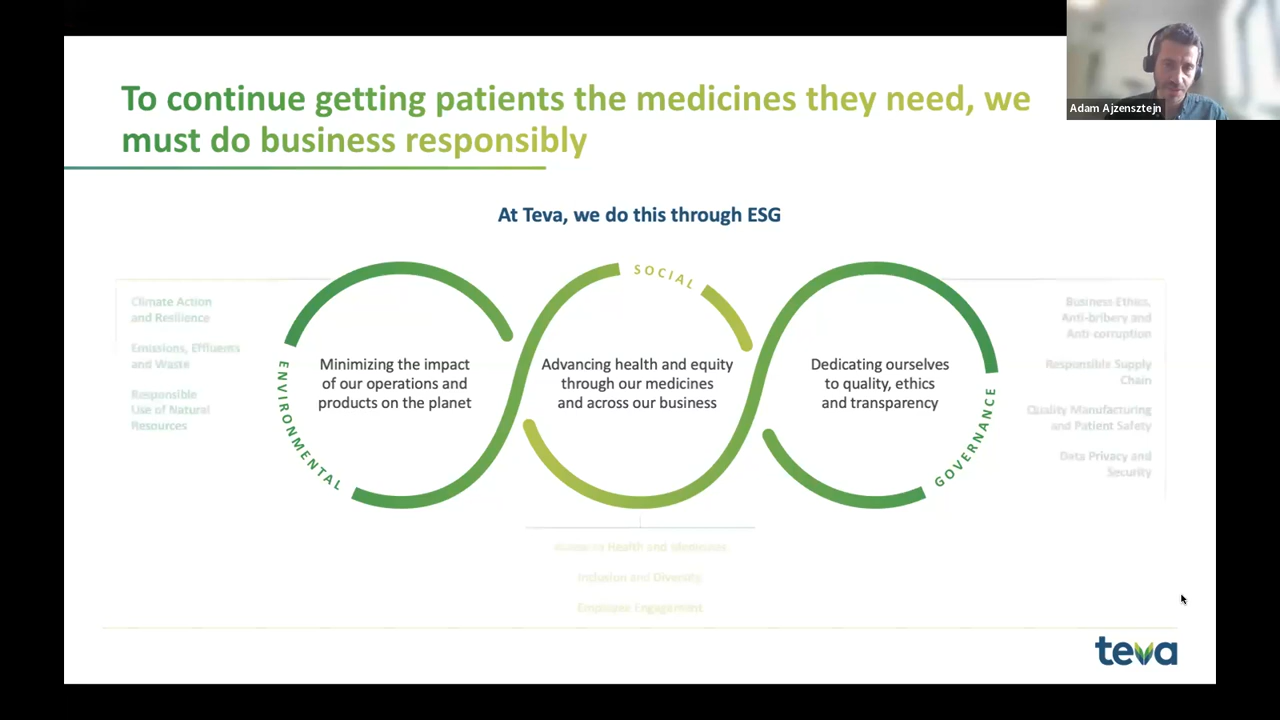 Adam Ajzensztejn
To continue getting patients the medicines they need, we
must do business responsibly
At Teva, we do this through ESG
Climate Action
and Resilience
Emissions, Effluents
and Waste
Responsible
Use of Natural
Resources
ENVIRONMENTAL
Minimizing the impact
of our operations and
products on the planet
SOCIAL
Advancing health and equity
through our medicines
and across our business
Dedicating ourselves
to quality, ethics
and transparency
GOVERNANCE
Business Ethics,
Anti-bribery and
Anti-corruption
Responsible Supply
Chain
Quality Manufacturing
and Patient Safety
Data Privacy and
Security
Health and Medicines
Inclusion and Diversity
Employee Engagement
teva